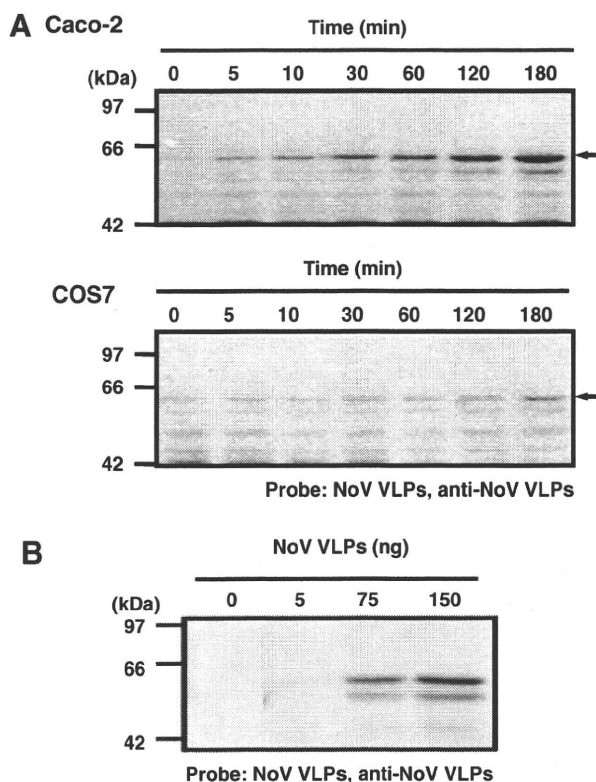 A Caco-2
Time (min)
(kDa) 0 5 10 30 60 120 180
97
66
42
Time (min)
COS7
0 5 10 30 60 120 180
97
66
42
Probe: NoV VLPs, anti-NoV VLPs
B
NoV VLPs (ng)
(kDa) 0 5 75 150
97
66
42
Probe: NoV VLPs, anti-NoV VLPs